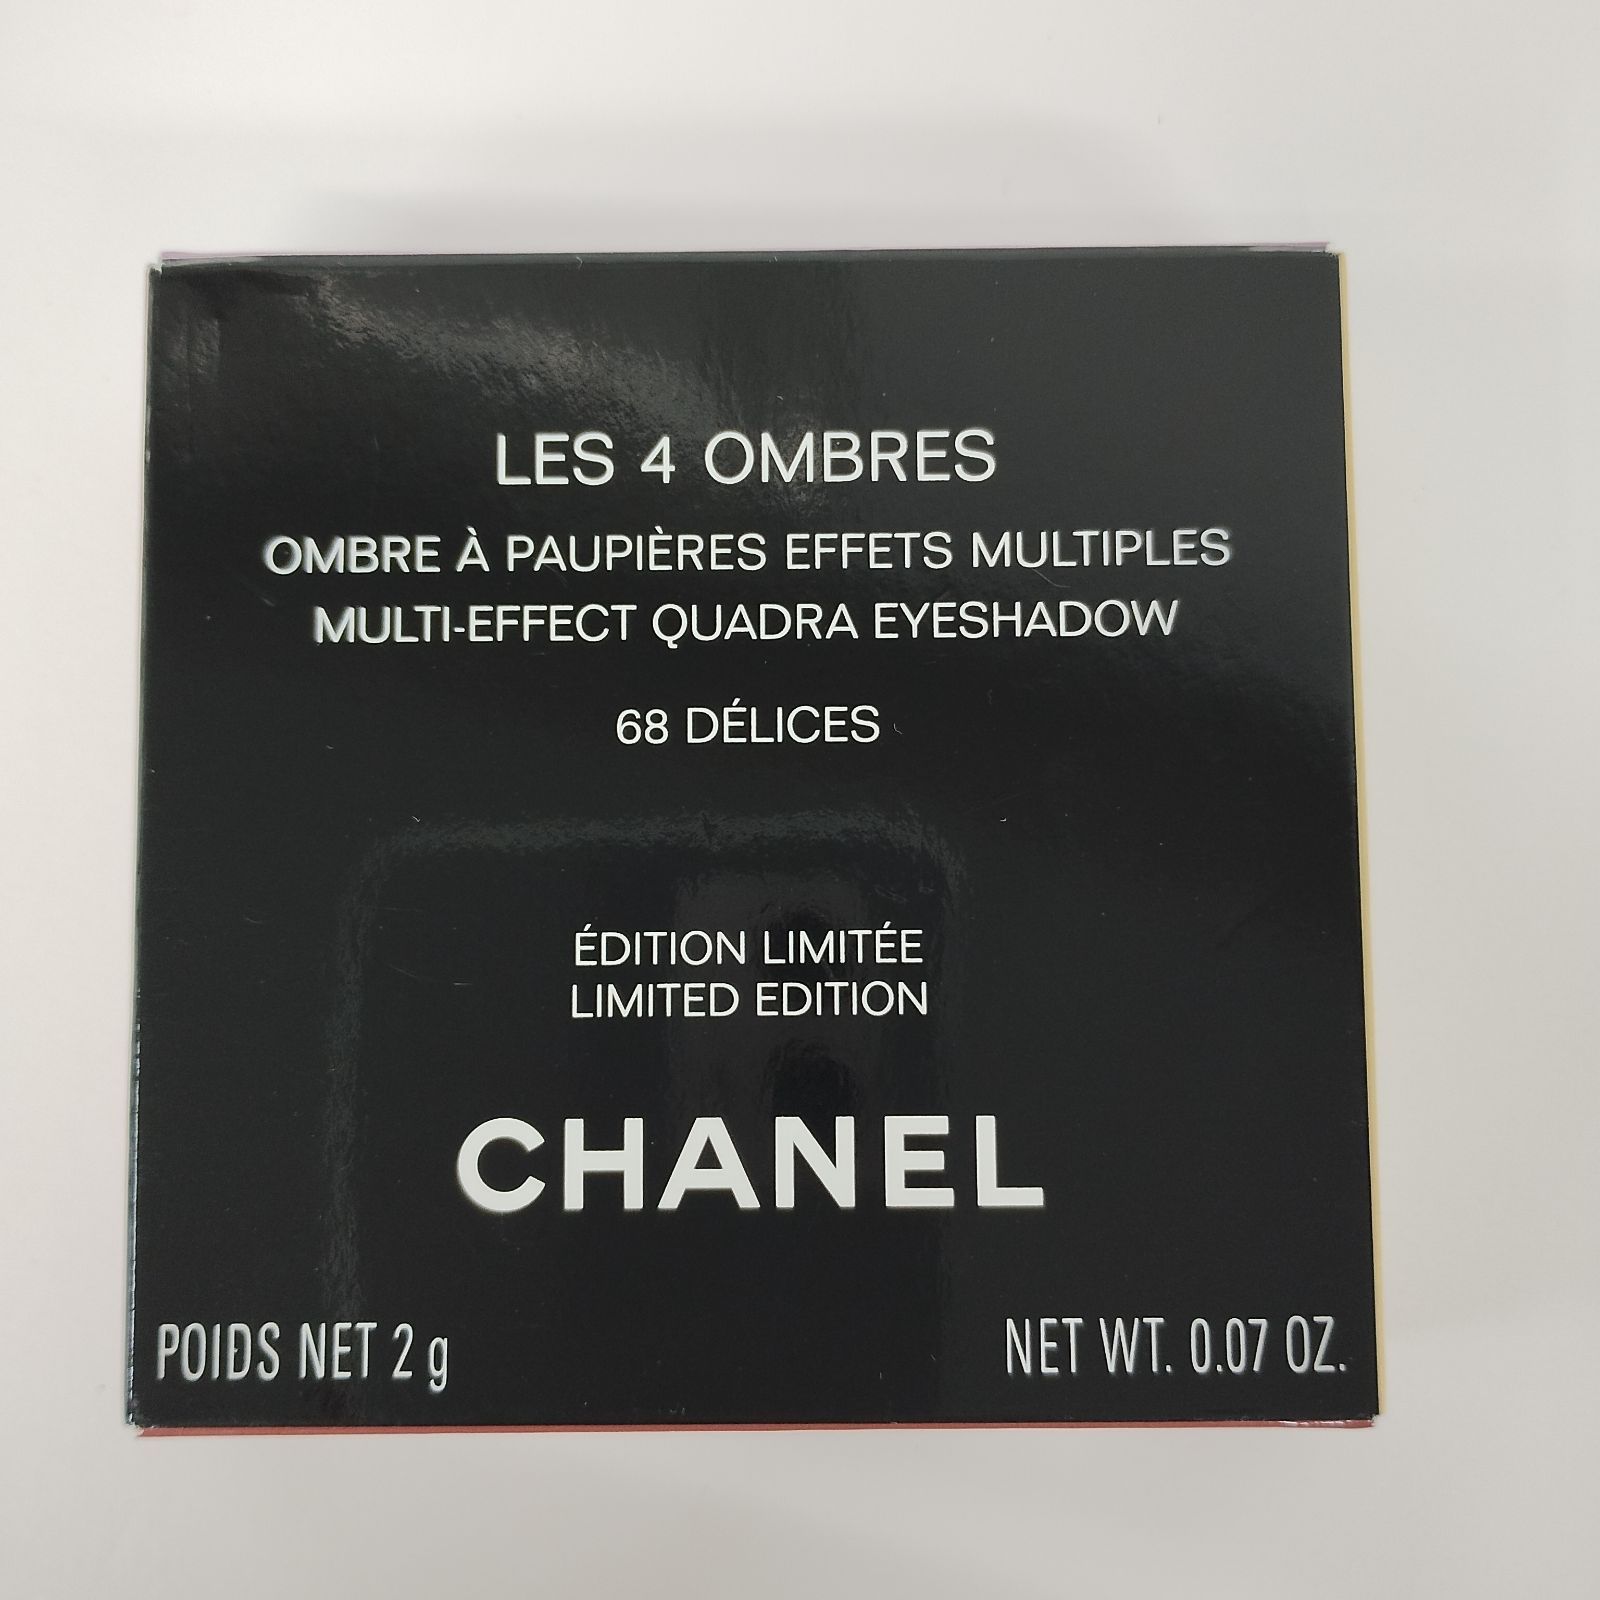 LES 4 OMBRES
OMBRE À PAUPIÈRES EFFETS MULTIPLES
MULTI-EFFECT QUADRA EYESHADOW
68 DÉLICES
ÉDITION LIMITÉE
LIMITED EDITION
CHANEL
POIDS NET 2 g NET WT. 0.07 OZ.